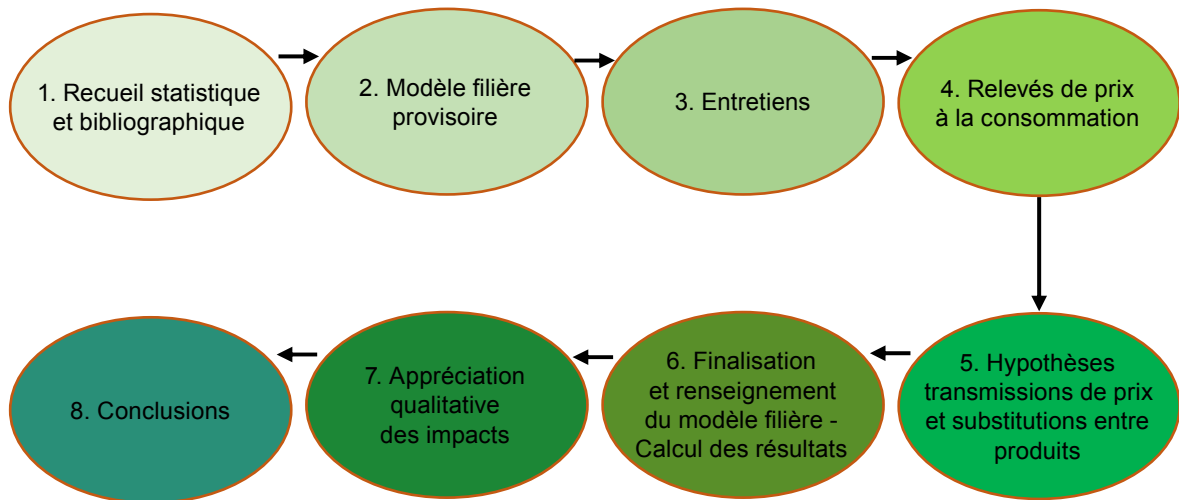 1. Recueil statistique
et bibliographique
2. Modèle filière
provisoire
3. Entretiens
4. Relevés de prix
à la consommation
5. Hypothèses
transmissions de prix
et substitutions entre
produits
6. Finalisation
et renseignement
du modèle filière -
Calcul des résultats
7. Appréciation
qualitative
des impacts
8. Conclusions